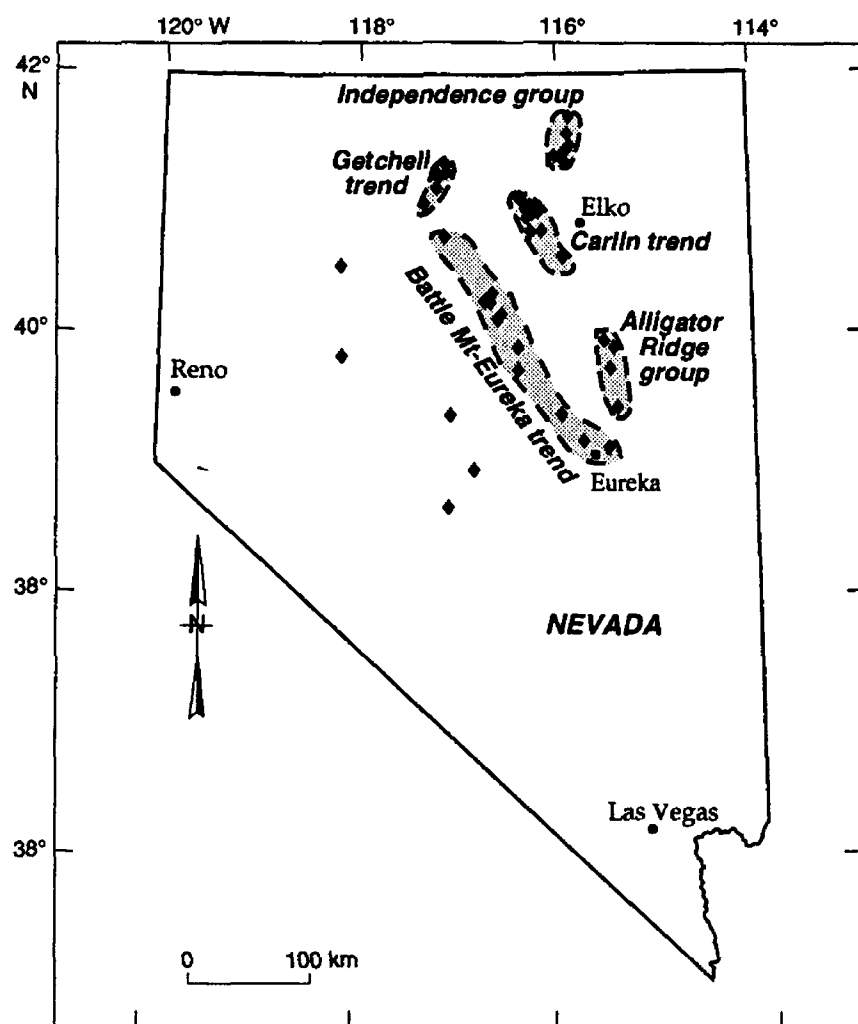 120° W 118° 116° 114°
42°
N
Independence group
Getchell
trend
Elko
Carlin trend
Battle Mt-Eureka trend
40°
Alligator
Ridge
group
Reno
Eureka
38°
N
NEVADA
Las Vegas
38°
0 100 km